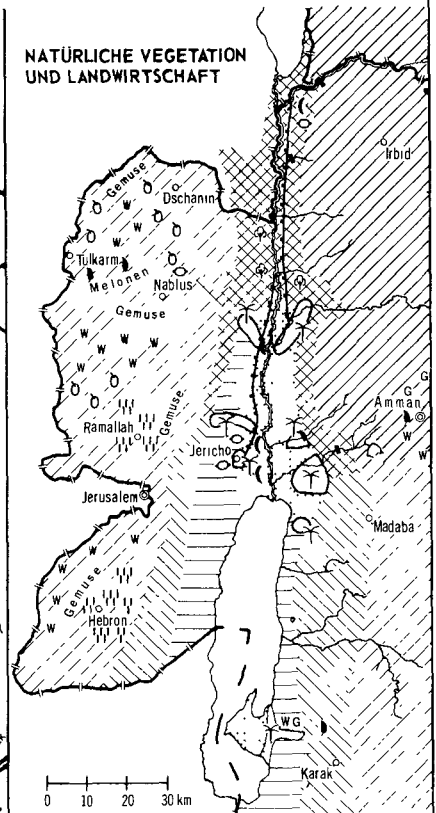 NATÜRLICHE VEGETATION
UND LANDWIRTSCHAFT
Irbid
Gemüse
Dschanin
W
W
W
Tulkarm
W
W
Melonen
Nablus
Gemüse
W
W
W
W
G
G
Amman
W
W
Gemüse
Ramallah
Jericho
Jerusalem
Madaba
W
W
W
Gemüse
W
Hebron
W
WG
Karak
0 10 20 30 km